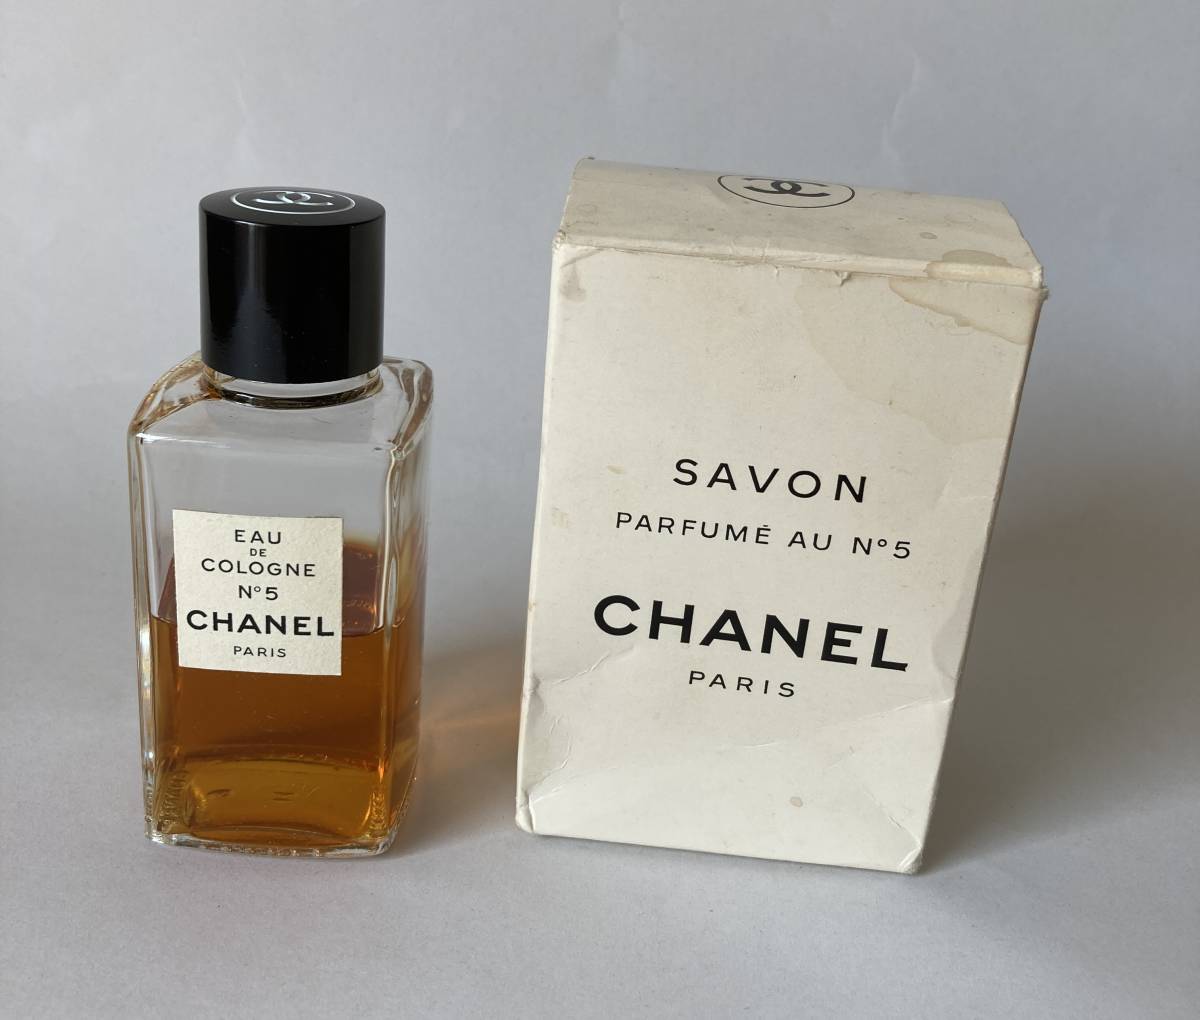 EAU
DE
COLOGNE
N°5
CHANEL
PARIS
SAVON
PARFUMÉ AU N°5
CHANEL
PARIS